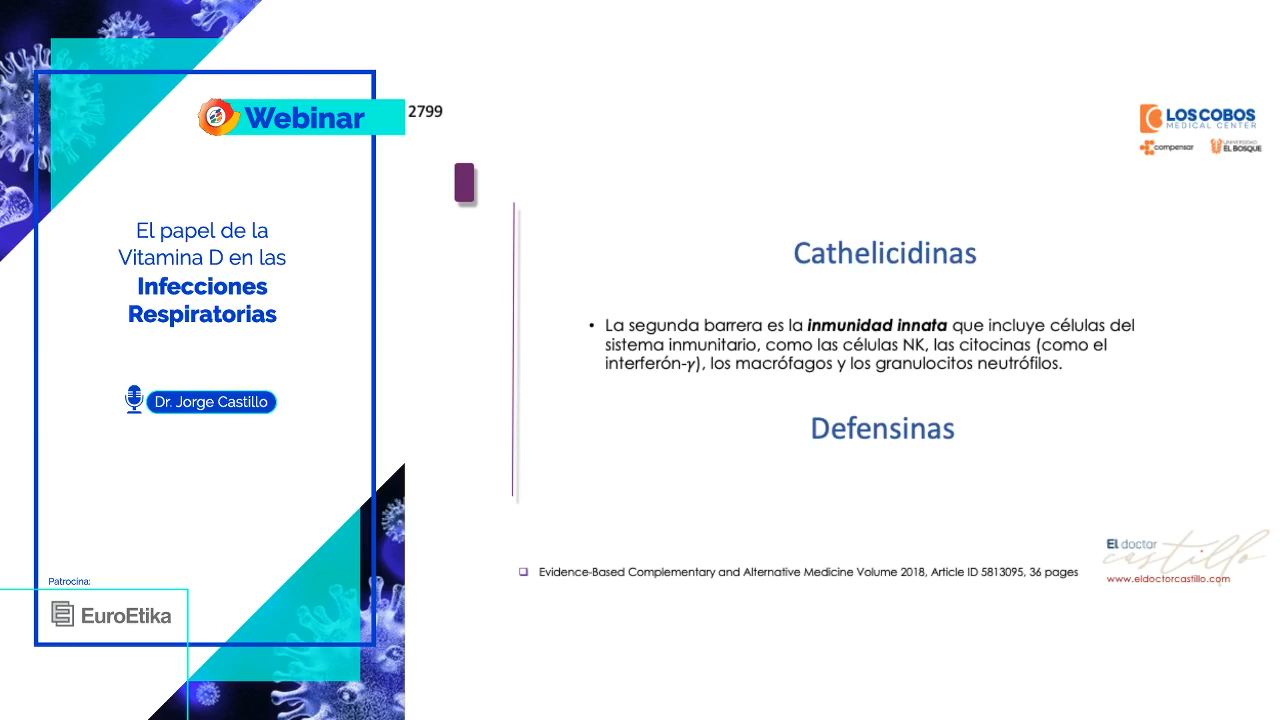 Webinar
2799
El papel de la
Vitamina D en las
Infecciones
Respiratorias
Dr. Jorge Castillo
Patrocina:
EuroEtika
LOS COBOS
MEDICAL CENTER
compensar
UNIVERSIDAD
EL BOSQUE
Cathelicidinas
• La segunda barrera es la inmunidad innata que incluye células del
sistema inmunitario, como las células NK, las citocinas (como el
interferón-γ), los macrófagos y los granulocitos neutrófilos.
Defensinas
Evidence-Based Complementary and Alternative Medicine Volume 2018, Article ID 5813095, 36 pages
El doctor
castillo
www.eldoctorcastillo.com